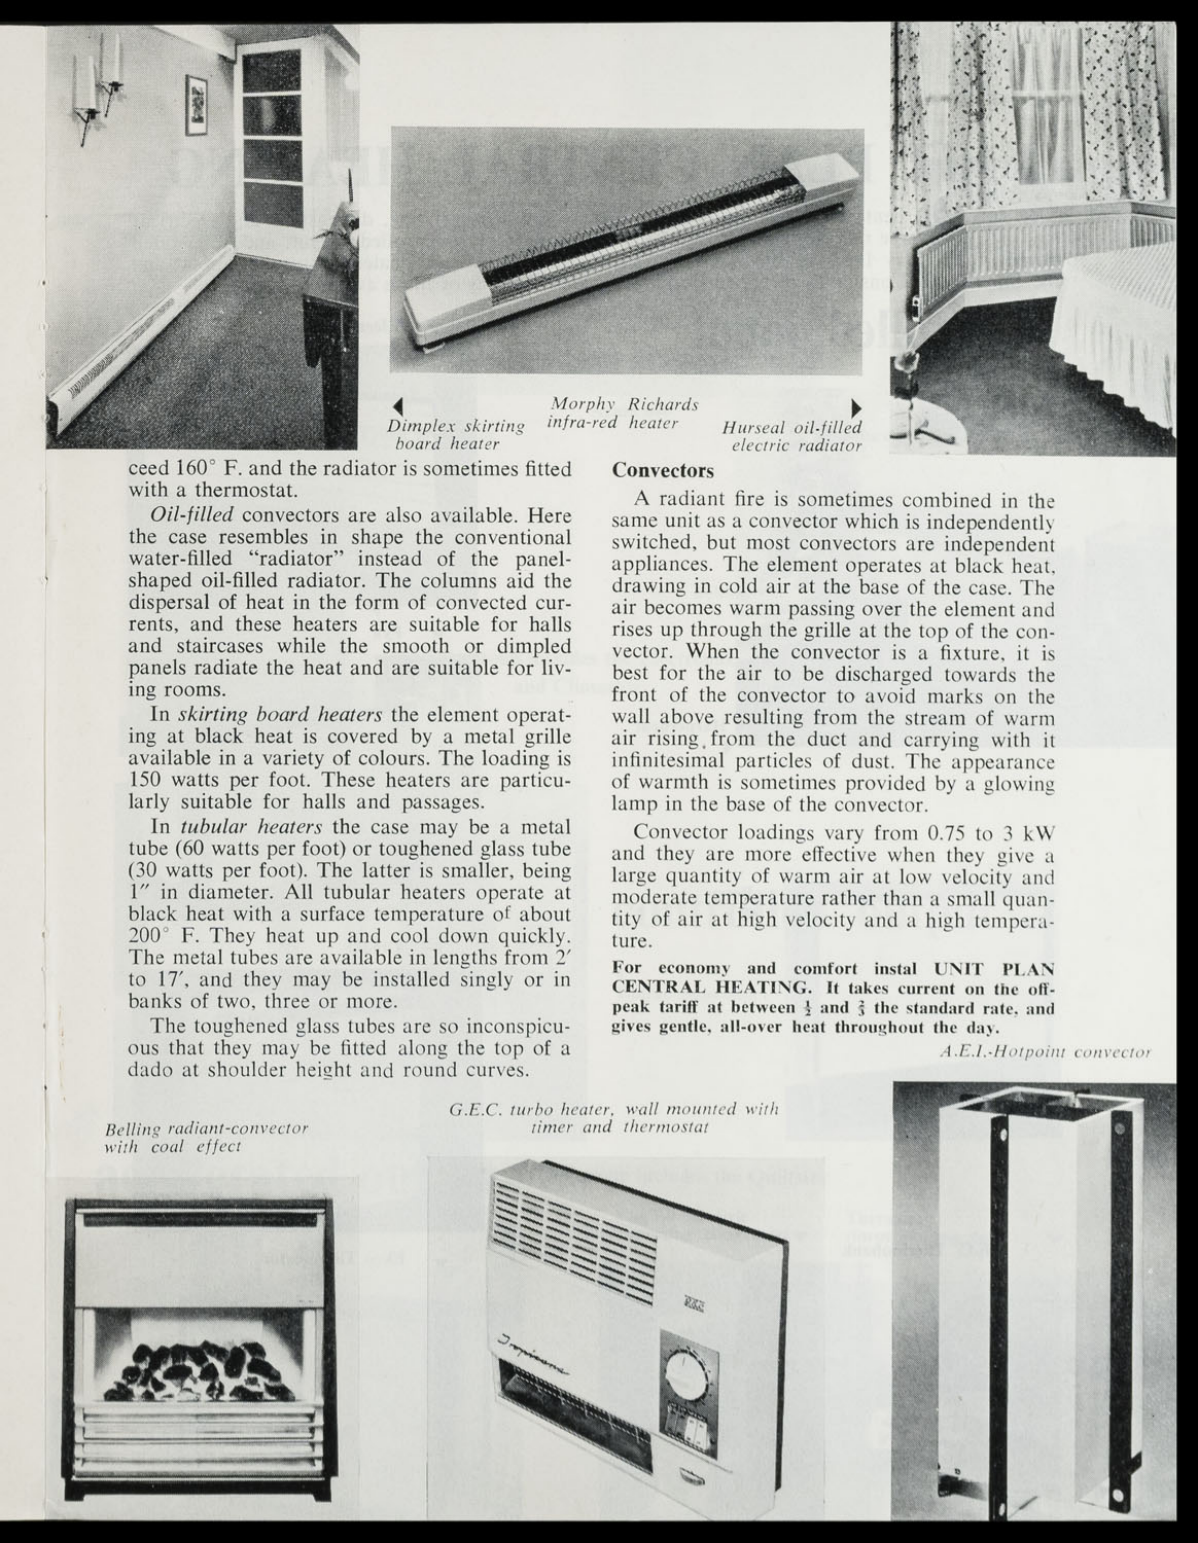 Morphy Richards
infra-red heater
Dimplex skirting
board heater
Hurseal oil-filled
electric radiator
ceed 160° F. and the radiator is sometimes fitted
with a thermostat.
Oil-filled convectors are also available. Here
the case resembles in shape the conventional
water-filled “radiator” instead of the panel-
shaped oil-filled radiator. The columns aid the
dispersal of heat in the form of convected cur-
rents, and these heaters are suitable for halls
and staircases while the smooth or dimpled
panels radiate the heat and are suitable for liv-
ing rooms.
In skirting board heaters the element operat-
ing at black heat is covered by a metal grille
available in a variety of colours. The loading is
150 watts per foot. These heaters are particu-
larly suitable for halls and passages.
In tubular heaters the case may be a metal
tube (60 watts per foot) or toughened glass tube
(30 watts per foot). The latter is smaller, being
1″ in diameter. All tubular heaters operate at
black heat with a surface temperature of about
200° F. They heat up and cool down quickly.
The metal tubes are available in lengths from 2′
to 17′, and they may be installed singly or in
banks of two, three or more.
The toughened glass tubes are so inconspicu-
ous that they may be fitted along the top of a
dado at shoulder height and round curves.
Convectors
A radiant fire is sometimes combined in the
same unit as a convector which is independently
switched, but most convectors are independent
appliances. The element operates at black heat,
drawing in cold air at the base of the case. The
air becomes warm passing over the element and
rises up through the grille at the top of the con-
vector. When the convector is a fixture, it is
best for the air to be discharged towards the
front of the convector to avoid marks on the
wall above resulting from the stream of warm
air rising from the duct and carrying with it
infinitesimal particles of dust. The appearance
of warmth is sometimes provided by a glowing
lamp in the base of the convector.
Convector loadings vary from 0.75 to 3 kW
and they are more effective when they give a
large quantity of warm air at low velocity and
moderate temperature rather than a small quan-
tity of air at high velocity and a high tempera-
ture.
For economy and comfort instal UNIT PLAN
CENTRAL HEATING. It takes current on the off-
peak tariff at between ½ and ⅔ the standard rate, and
gives gentle, all-over heat throughout the day.
A.E.I.-Hotpoint convector
G.E.C. turbo heater, wall mounted with
timer and thermostat
Belling radiant-convector
with coal effect
Tropicana